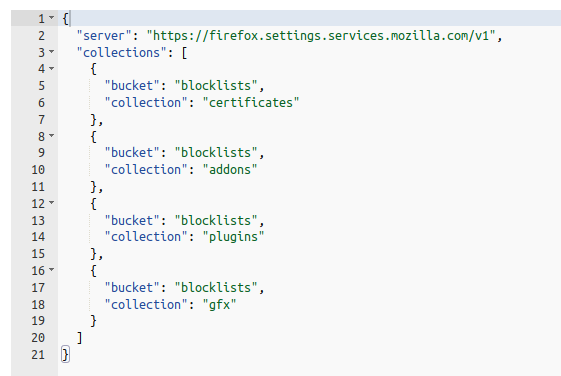 1 {
2 "server": "https://firefox.settings.services.mozilla.com/v1",
3 "collections": [
4 {
5 "bucket": "blocklists",
6 "collection": "certificates"
7 },
8 {
9 "bucket": "blocklists",
10 "collection": "addons"
11 },
12 {
13 "bucket": "blocklists",
14 "collection": "plugins"
15 },
16 {
17 "bucket": "blocklists",
18 "collection": "gfx"
19 }
20 ]
21 }